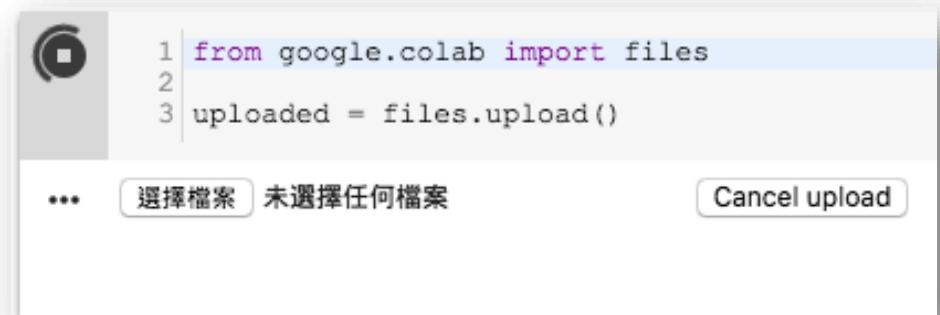 1 from google.colab import files
2
3 uploaded = files.upload()
選擇檔案 未選擇任何檔案 Cancel upload